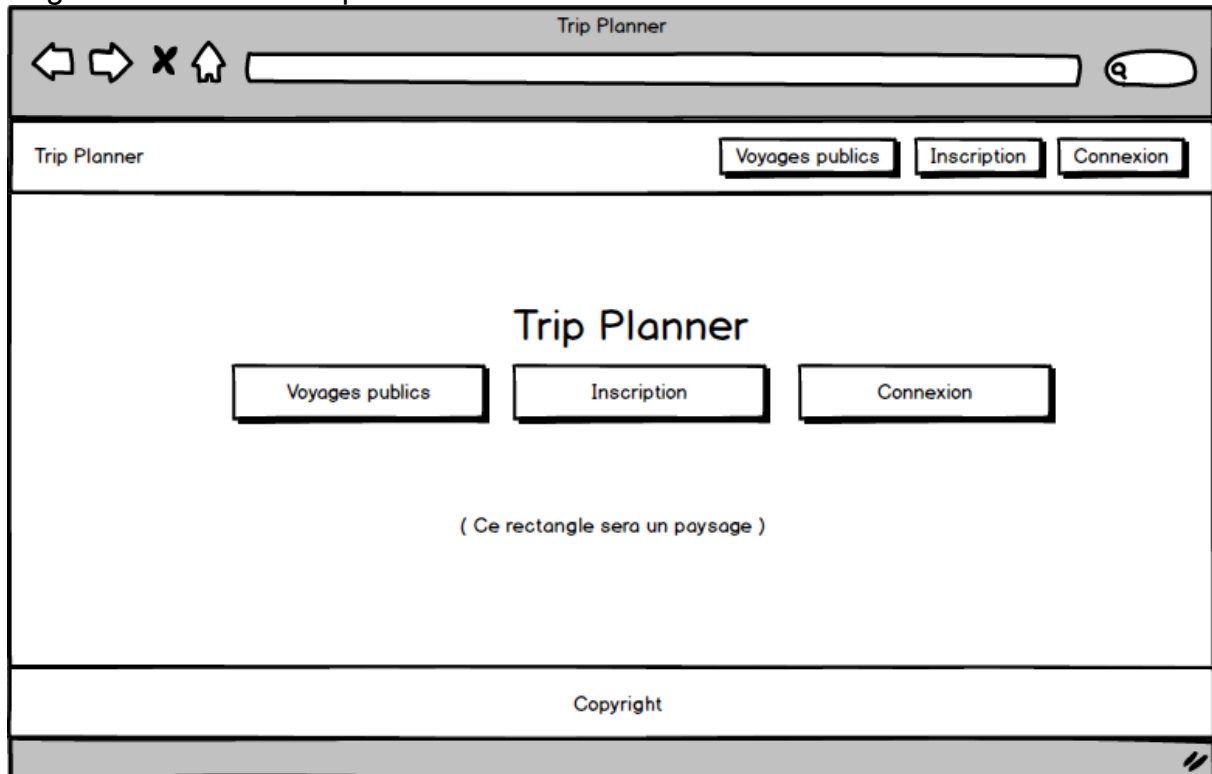 Trip Planner
Trip Planner
Voyages publics
Inscription
Connexion
Trip Planner
Voyages publics
Inscription
Connexion
( Ce rectangle sera un paysage )
Copyright